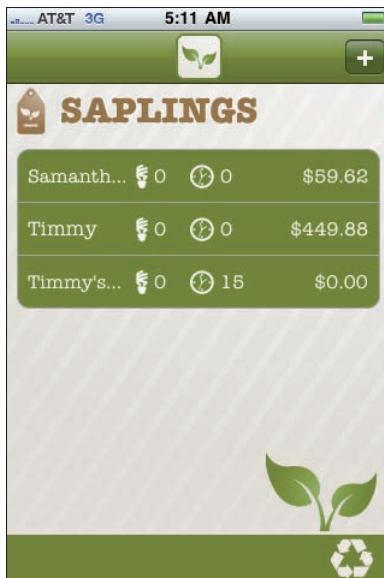 AT&T 3G 5:11 AM
+
SAPLINGS
Samanth... 0 0 $59.62
Timmy 0 0 $449.88
Timmy's... 0 15 $0.00